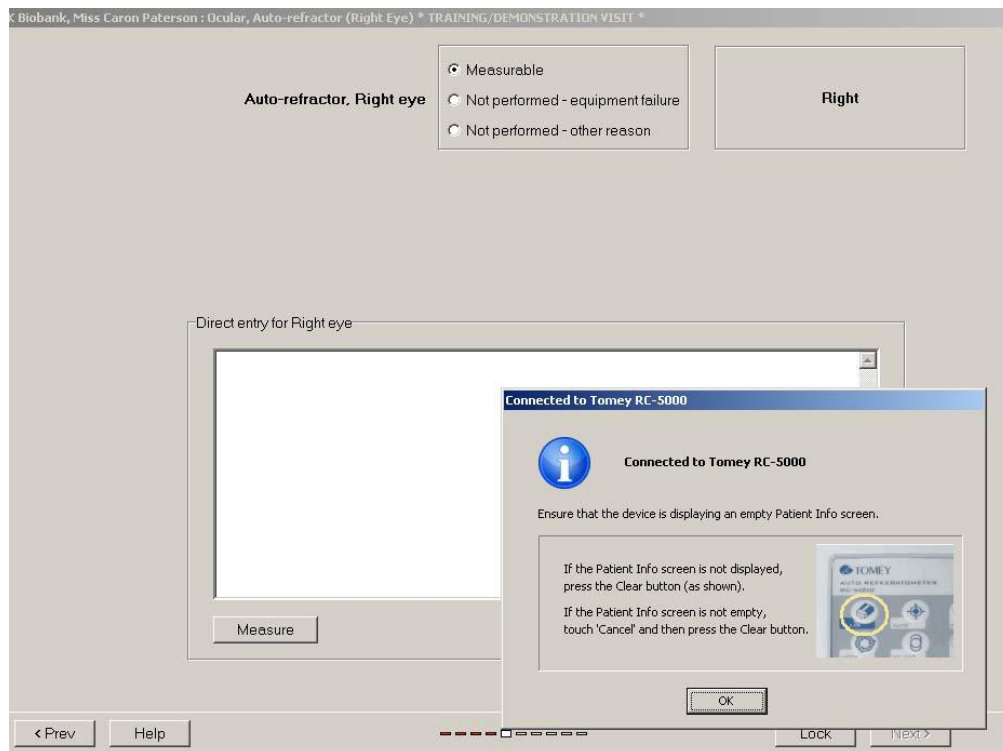 K Biobank, Miss Caron Paterson : Ocular, Auto-refractor (Right Eye) * TRAINING/DEMONSTRATION VISIT *
Auto-refractor, Right eye
Measurable
Not performed - equipment failure
Not performed - other reason
Right
Direct entry for Right eye
Measure
Connected to Tomey RC-5000
Connected to Tomey RC-5000
Ensure that the device is displaying an empty Patient Info screen.
If the Patient Info screen is not displayed,
press the Clear button (as shown).
If the Patient Info screen is not empty,
touch 'Cancel' and then press the Clear button.
TOMEY
AUTO REFKERATOMETER
OK
< Prev
Help
Lock
Next >